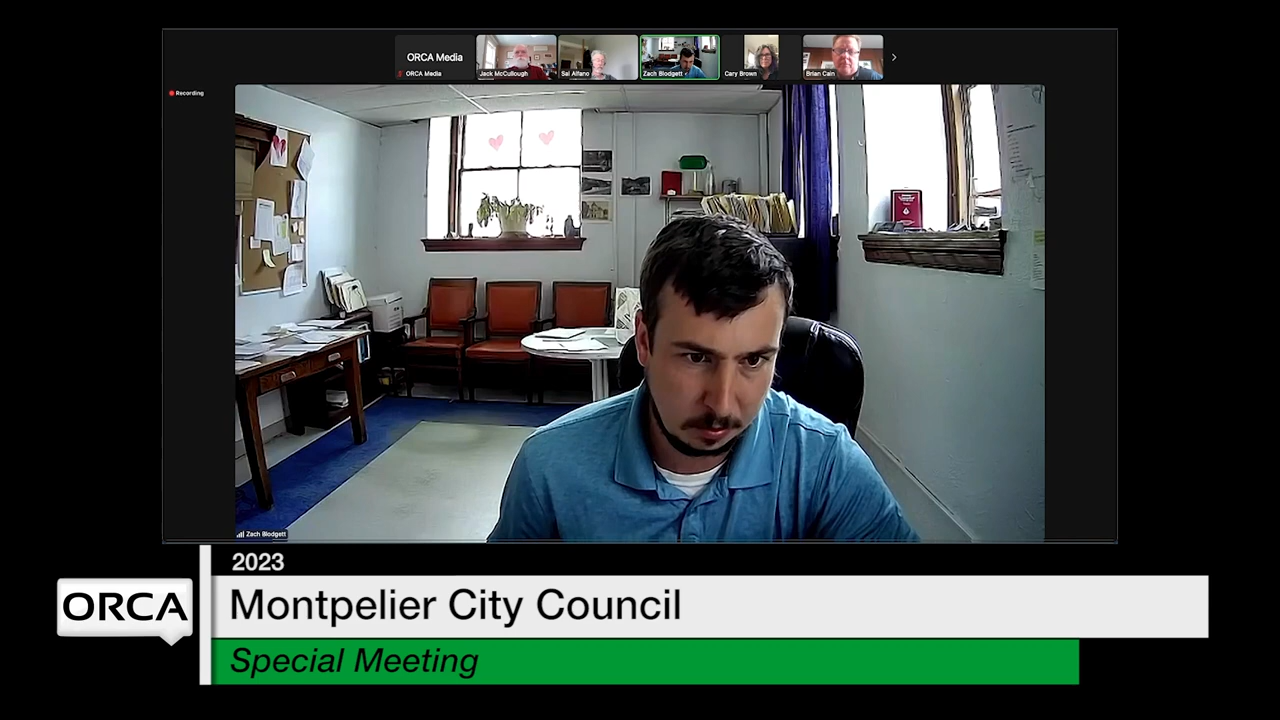 ORCA Media
ORCA Media
Jack McCullough
Sal Alfano
Zach Blodgett
Cary Brown
Brian Cain
Recording
Zach Blodgett
2023
ORCA
Montpelier City Council
Special Meeting